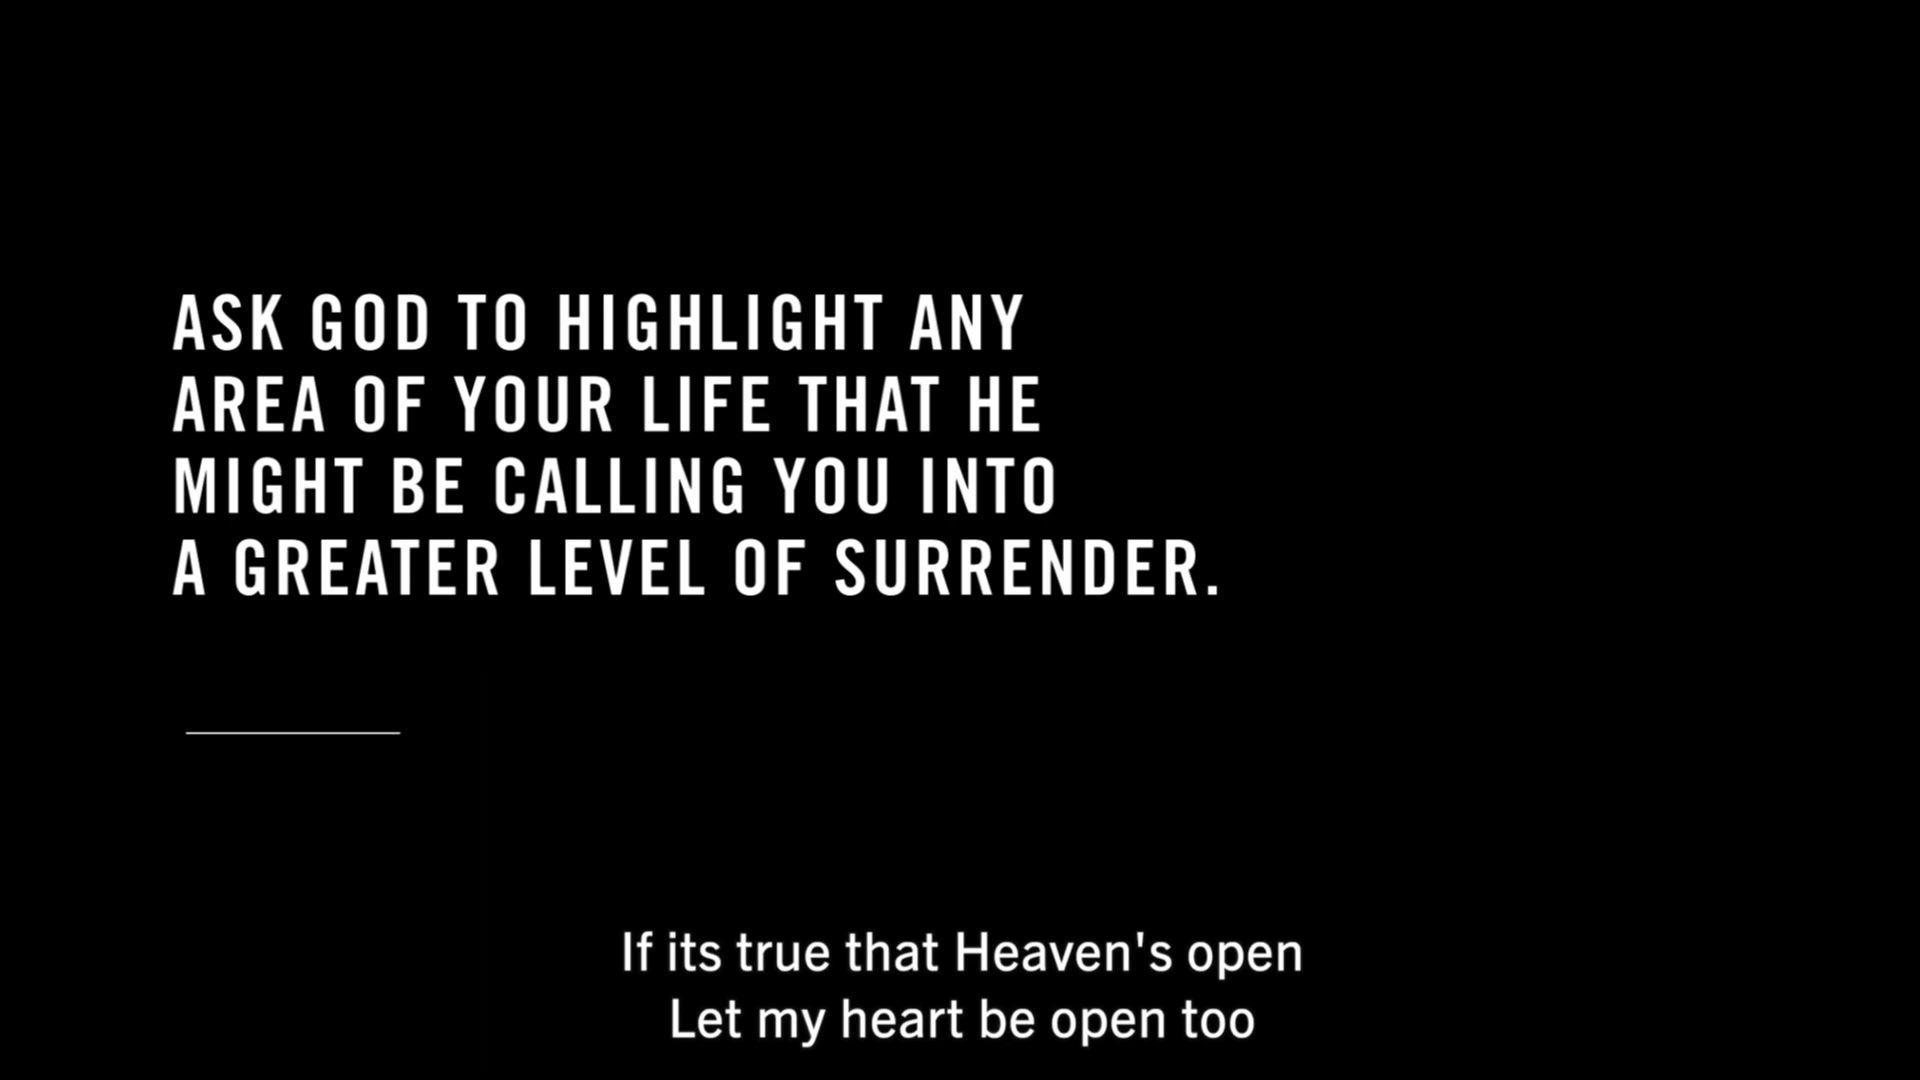 ASK GOD TO HIGHLIGHT ANY
AREA OF YOUR LIFE THAT HE
MIGHT BE CALLING YOU INTO
A GREATER LEVEL OF SURRENDER.
If its true that Heaven's open
Let my heart be open too